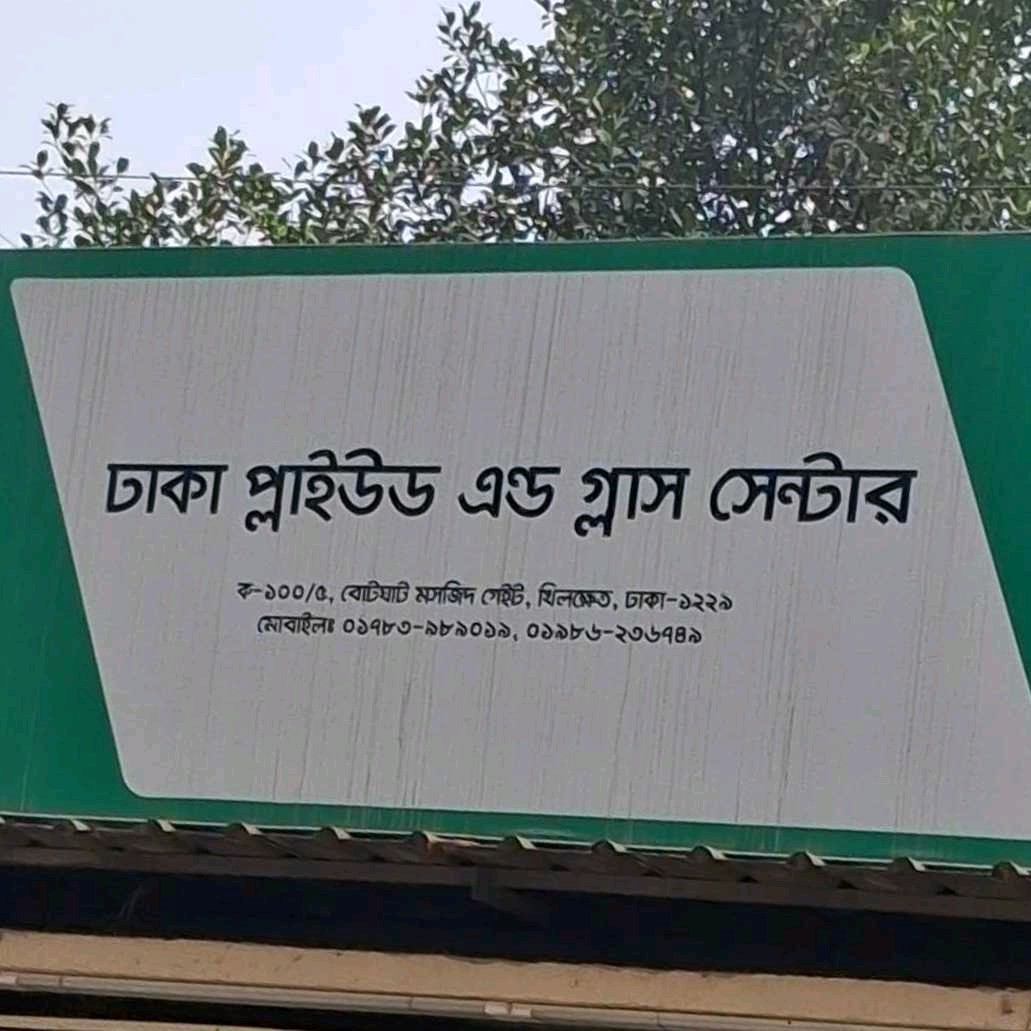 ঢাকা প্লাইউড এন্ড গ্লাস সেন্টার
ক-১০০/৫, বোটঘাট মসজিদ গেইট, খিলক্ষেত, ঢাকা-১২২৯
মোবাইলঃ ০১৭৮৩-৯৮৯০১৯, ০১৯৮৬-২৩৬৭৪৯